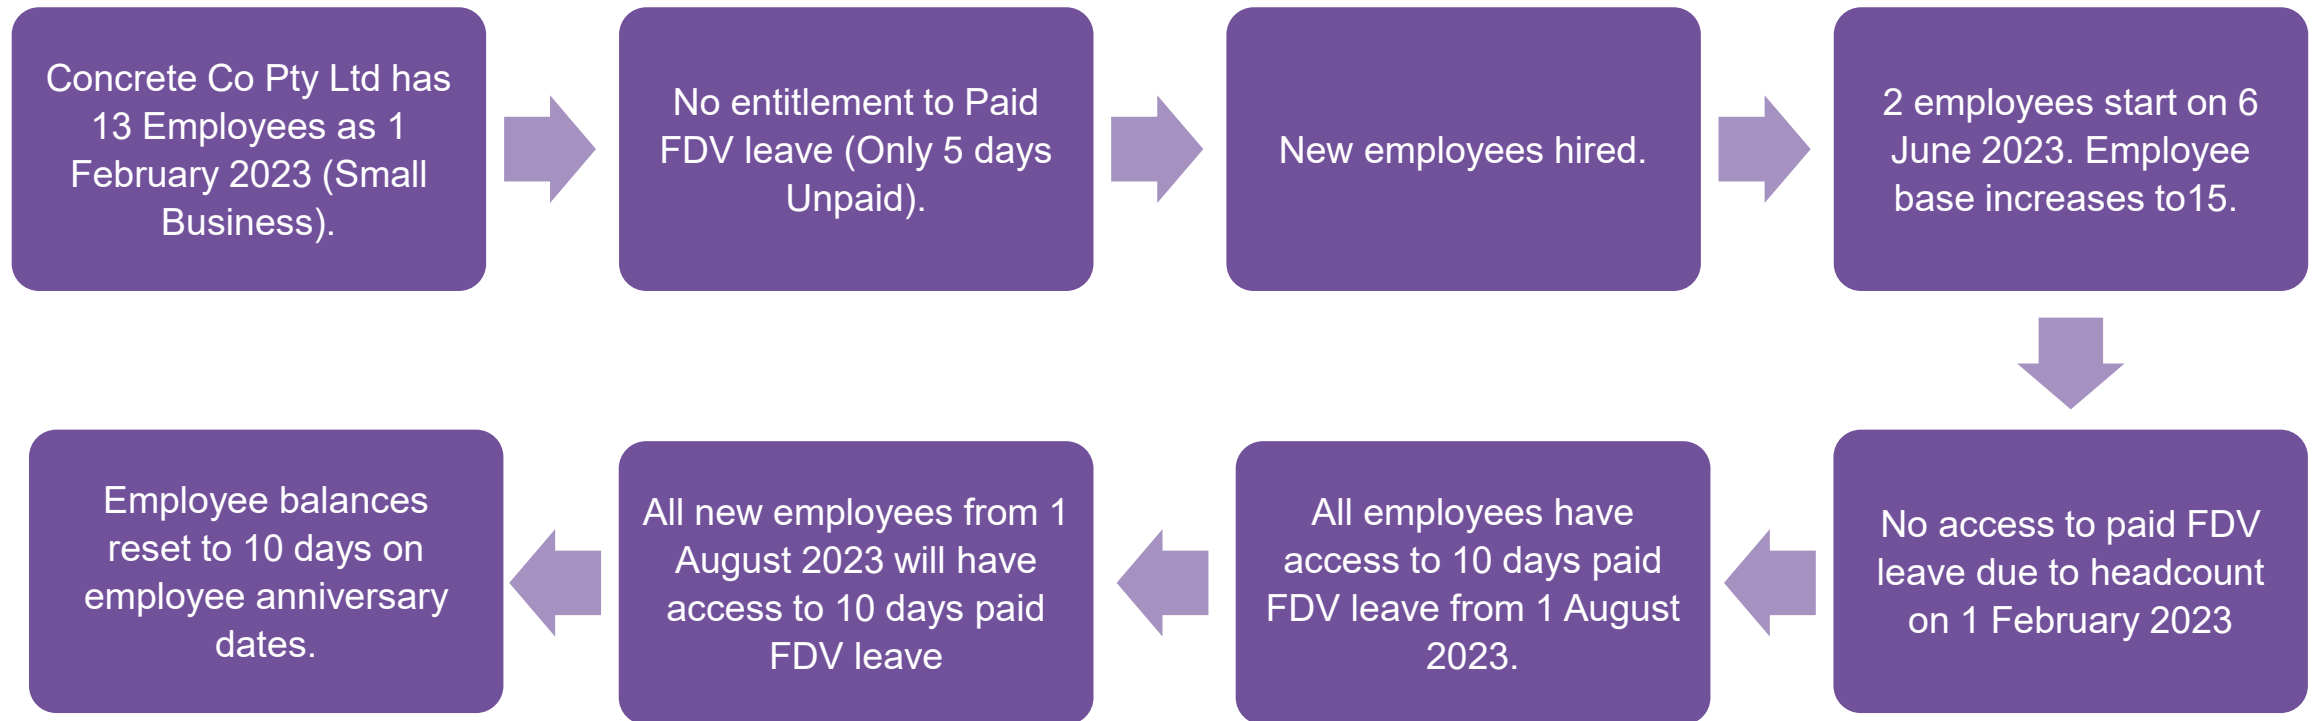 Concrete Co Pty Ltd has
13 Employees as 1
February 2023 (Small
Business).
No entitlement to Paid
FDV leave (Only 5 days
Unpaid).
New employees hired.
2 employees start on 6
June 2023. Employee
base increases to15.
No access to paid FDV
leave due to headcount
on 1 February 2023
All employees have
access to 10 days paid
FDV leave from 1 August
2023.
All new employees from 1
August 2023 will have
access to 10 days paid
FDV leave
Employee balances
reset to 10 days on
employee anniversary
dates.